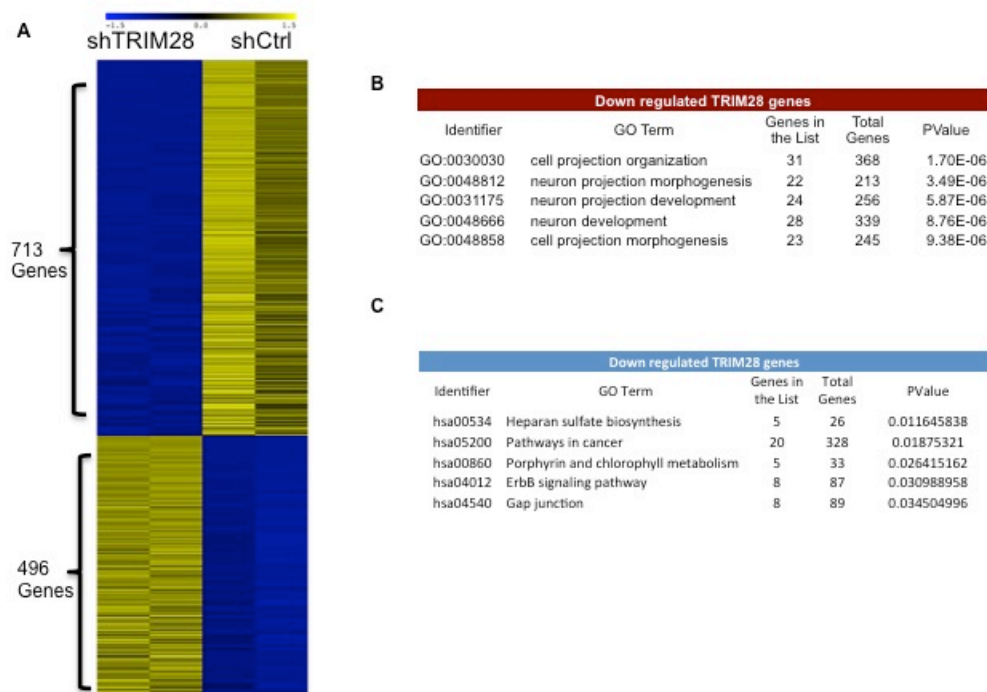 A
-1.5 0.0 1.5
shTRIM28 shCtrl
713
Genes
496
Genes
B
Down regulated TRIM28 genes
Identifier GO Term Genes in the List Total Genes PValue
GO:0030030 cell projection organization 31 368 1.70E-06
GO:0048812 neuron projection morphogenesis 22 213 3.49E-06
GO:0031175 neuron projection development 24 256 5.87E-06
GO:0048666 neuron development 28 339 8.76E-06
GO:0048858 cell projection morphogenesis 23 245 9.38E-06
C
Down regulated TRIM28 genes
Identifier GO Term Genes in the List Total Genes PValue
hsa00534 Heparan sulfate biosynthesis 5 26 0.011645838
hsa05200 Pathways in cancer 20 328 0.01875321
hsa00860 Porphyrin and chlorophyll metabolism 5 33 0.026415162
hsa04012 ErbB signaling pathway 8 87 0.030988958
hsa04540 Gap junction 8 89 0.034504996